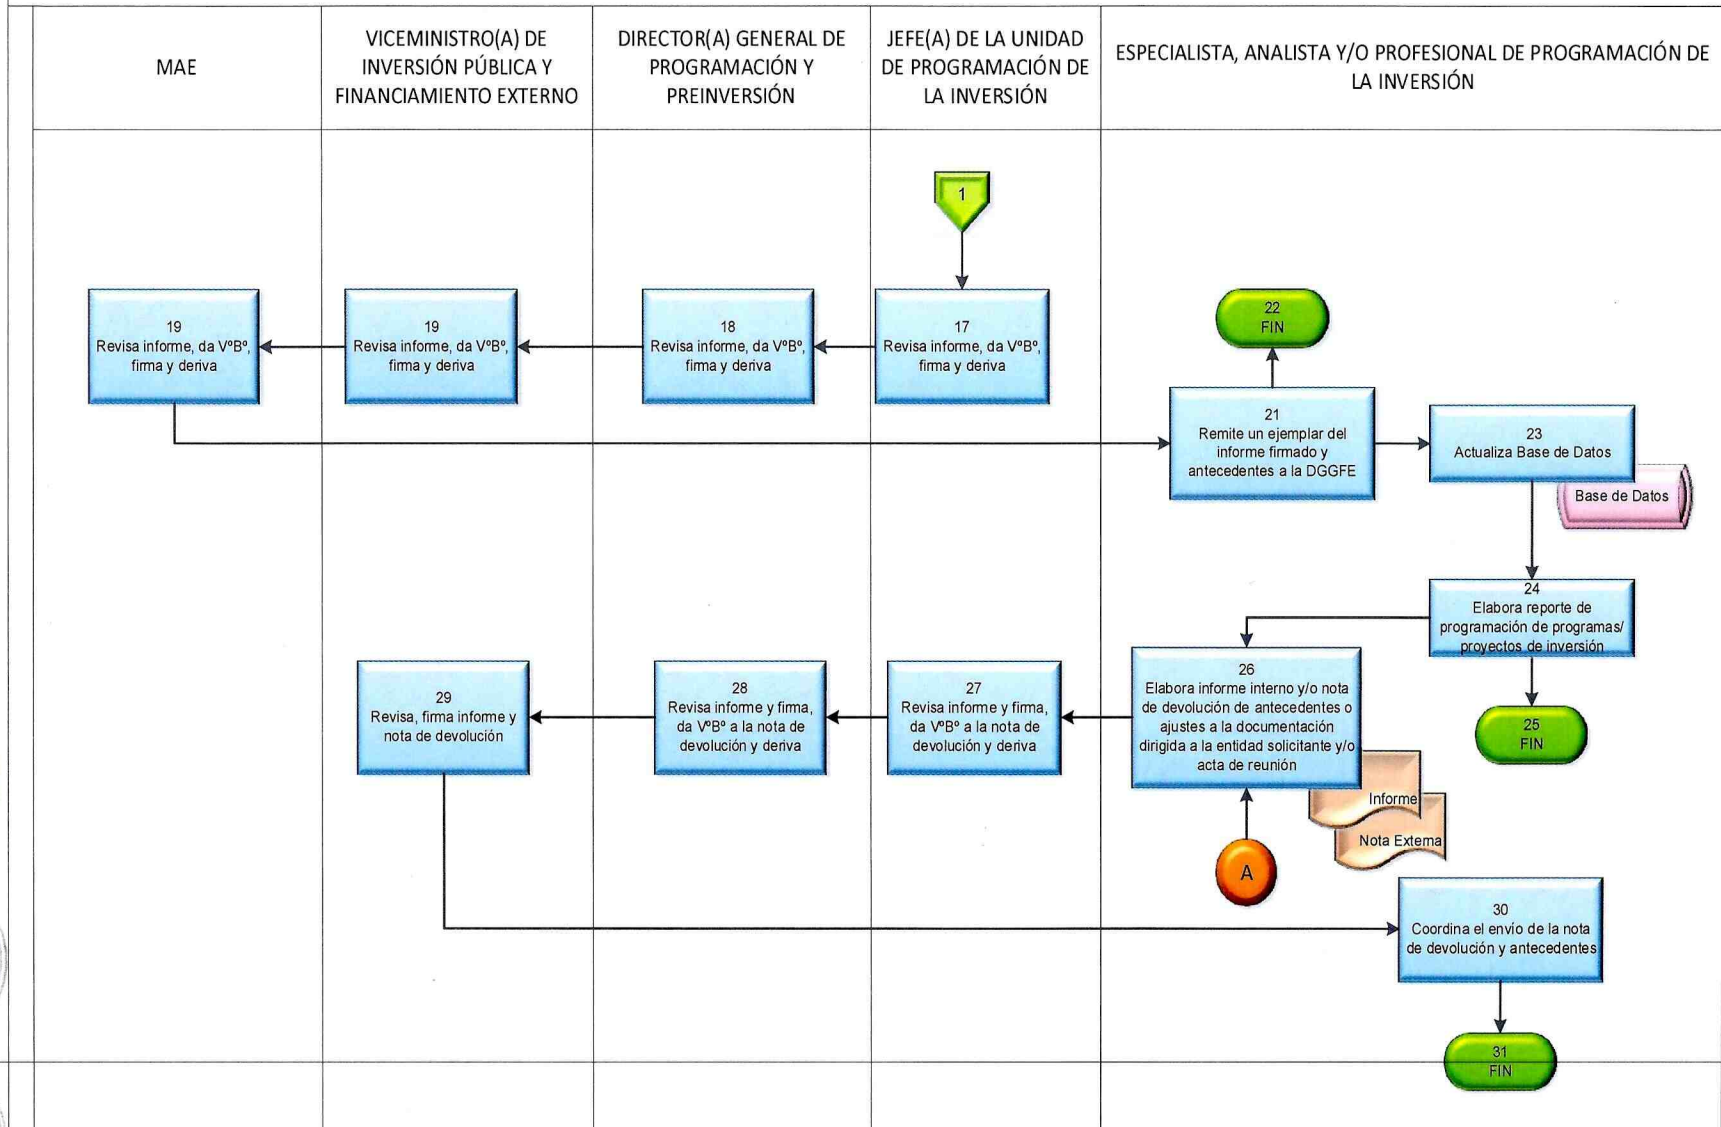 MAE
VICEMINISTRO(A) DE
INVERSIÓN PÚBLICA Y
FINANCIAMIENTO EXTERNO
DIRECTOR(A) GENERAL DE
PROGRAMACIÓN Y
PREINVERSIÓN
JEFE(A) DE LA UNIDAD
DE PROGRAMACIÓN DE
LA INVERSIÓN
ESPECIALISTA, ANALISTA Y/O PROFESIONAL DE PROGRAMACIÓN DE
LA INVERSIÓN
1
19
Revisa informe, da VºBº,
firma y deriva
19
Revisa informe, da VºBº,
firma y deriva
18
Revisa informe, da VºBº,
firma y deriva
17
Revisa informe, da VºBº,
firma y deriva
22
FIN
21
Remite un ejemplar del
informe firmado y
antecedentes a la DGGFE
23
Actualiza Base de Datos
Base de Datos
24
Elabora reporte de
programación de programas/
proyectos de inversión
25
FIN
29
Revisa, firma informe y
nota de devolución
28
Revisa informe y firma,
da VºBº a la nota de
devolución y deriva
27
Revisa informe y firma,
da VºBº a la nota de
devolución y deriva
26
Elabora informe interno y/o nota
de devolución de antecedentes o
ajustes a la documentación
dirigida a la entidad solicitante y/o
acta de reunión
Informe
Nota Externa
A
30
Coordina el envío de la nota
de devolución y antecedentes
31
FIN